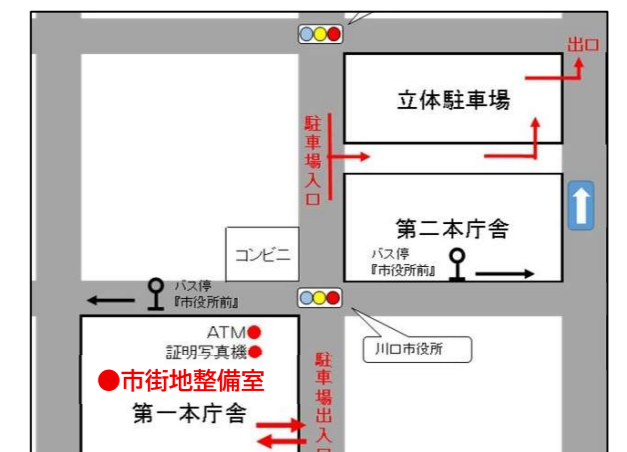 出口
立体駐車場
駐車場入口
第二本庁舎
バス停
『市役所前』
コンビニ
バス停
『市役所前』
川口市役所
ATM●
証明写真機●
●市街地整備室
第一本庁舎
駐車場出入口